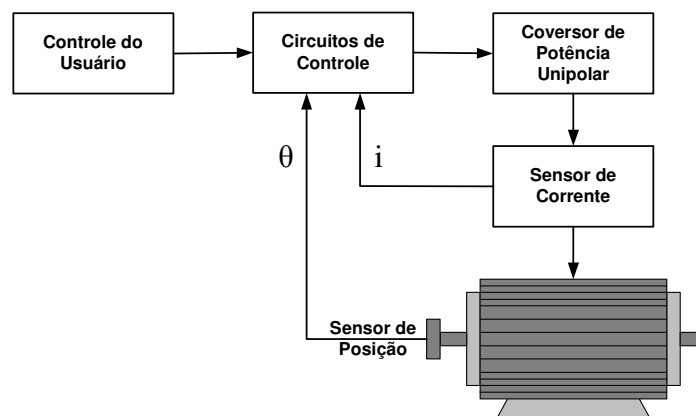 Controle do
Usuário
Circuitos de
Controle
Coversor de
Potência
Unipolar
θ
i
Sensor de
Corrente
Sensor de
Posição